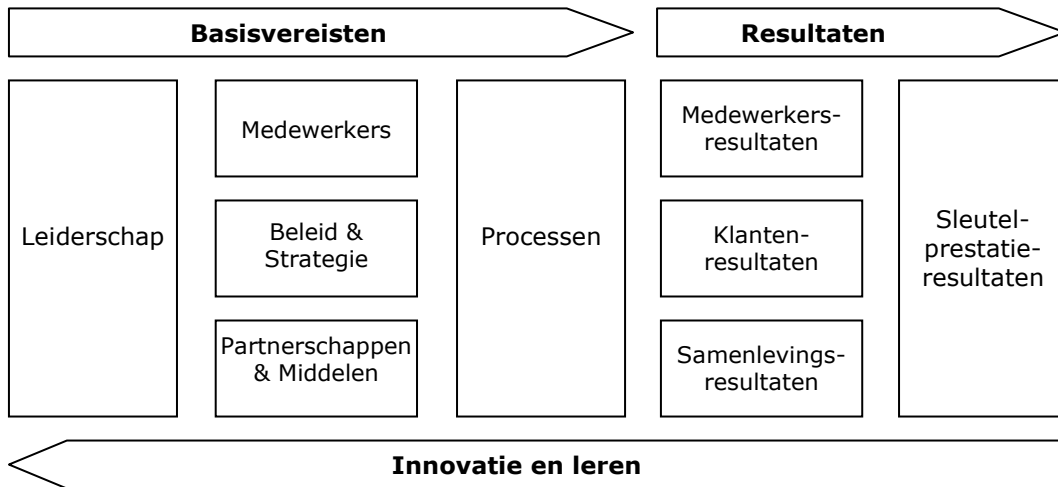 Basisvereisten
Resultaten
Leiderschap
Medewerkers
Beleid &
Strategie
Partnerschappen
& Middelen
Processen
Medewerkers-
resultaten
Klanten-
resultaten
Samenlevings-
resultaten
Sleutel-
prestatie-
resultaten
Innovatie en leren